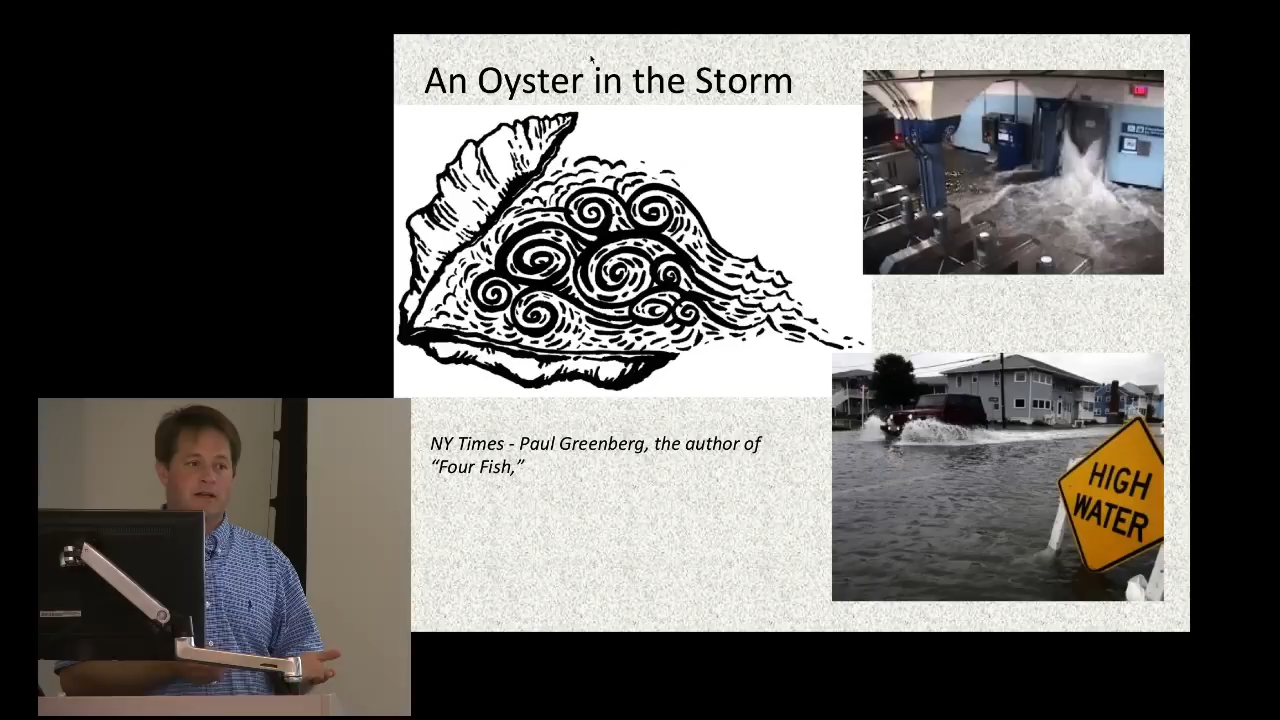 An Oyster in the Storm
NY Times - Paul Greenberg, the author of
“Four Fish,”
HIGH
WATER